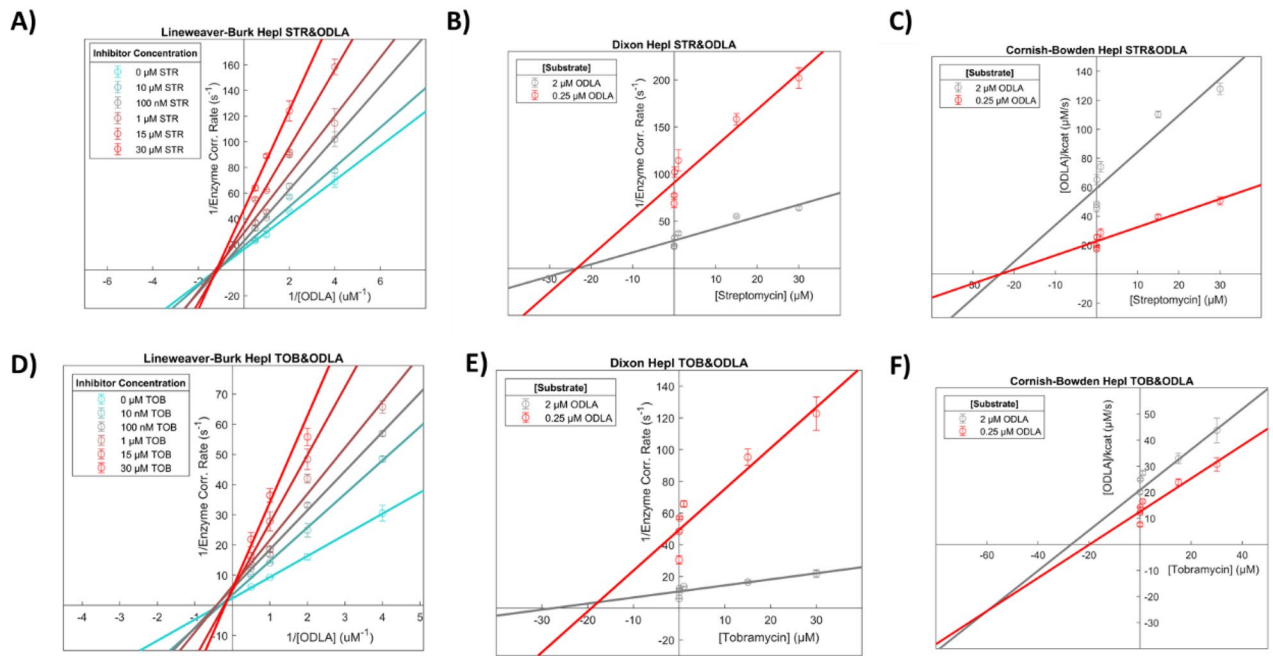 A)
Lineweaver-Burk HepI STR&ODLA
Inhibitor Concentration
0 µM STR
10 µM STR
100 nM STR
1 µM STR
15 µM STR
30 µM STR
1/Enzyme Corr. Rate (s-1)
160
140
120
100
80
60
40
-20
-6 -4 -2 2 4 6
1/[ODLA] (uM-1)
B)
Dixon HepI STR&ODLA
[Substrate]
2 µM ODLA
0.25 µM ODLA
1/Enzyme Corr. Rate (s-1)
200
150
100
50
-50
-30 -20 -10 10 20 30
[Streptomycin] (µM)
C)
Cornish-Bowden HepI STR&ODLA
[Substrate]
2 µM ODLA
0.25 µM ODLA
[ODLA]/kcat (µM/s)
140
120
100
80
60
40
20
-20
-30 -20 -10 10 20 30
[Streptomycin] (µM)
D)
Lineweaver-Burk HepI TOB&ODLA
Inhibitor Concentration
0 µM TOB
10 nM TOB
100 nM TOB
1 µM TOB
15 µM TOB
30 µM TOB
1/Enzyme Corr. Rate (s-1)
70
60
50
40
30
20
10
-10
-4 -3 -2 1 2 3 4 5
1/[ODLA] (uM-1)
E)
Dixon HepI TOB&ODLA
[Substrate]
2 µM ODLA
0.25 µM ODLA
1/Enzyme Corr. Rate (s-1)
140
120
100
80
60
40
20
-20
-30 -20 -10 10 20 30 40
[Tobramycin] (µM)
F)
Cornish-Bowden HepI TOB&ODLA
[Substrate]
2 µM ODLA
0.25 µM ODLA
[ODLA]/kcat (µM/s)
50
40
30
20
10
-10
-20
-30
-60 -40 -20 20 40
[Tobramycin] (µM)